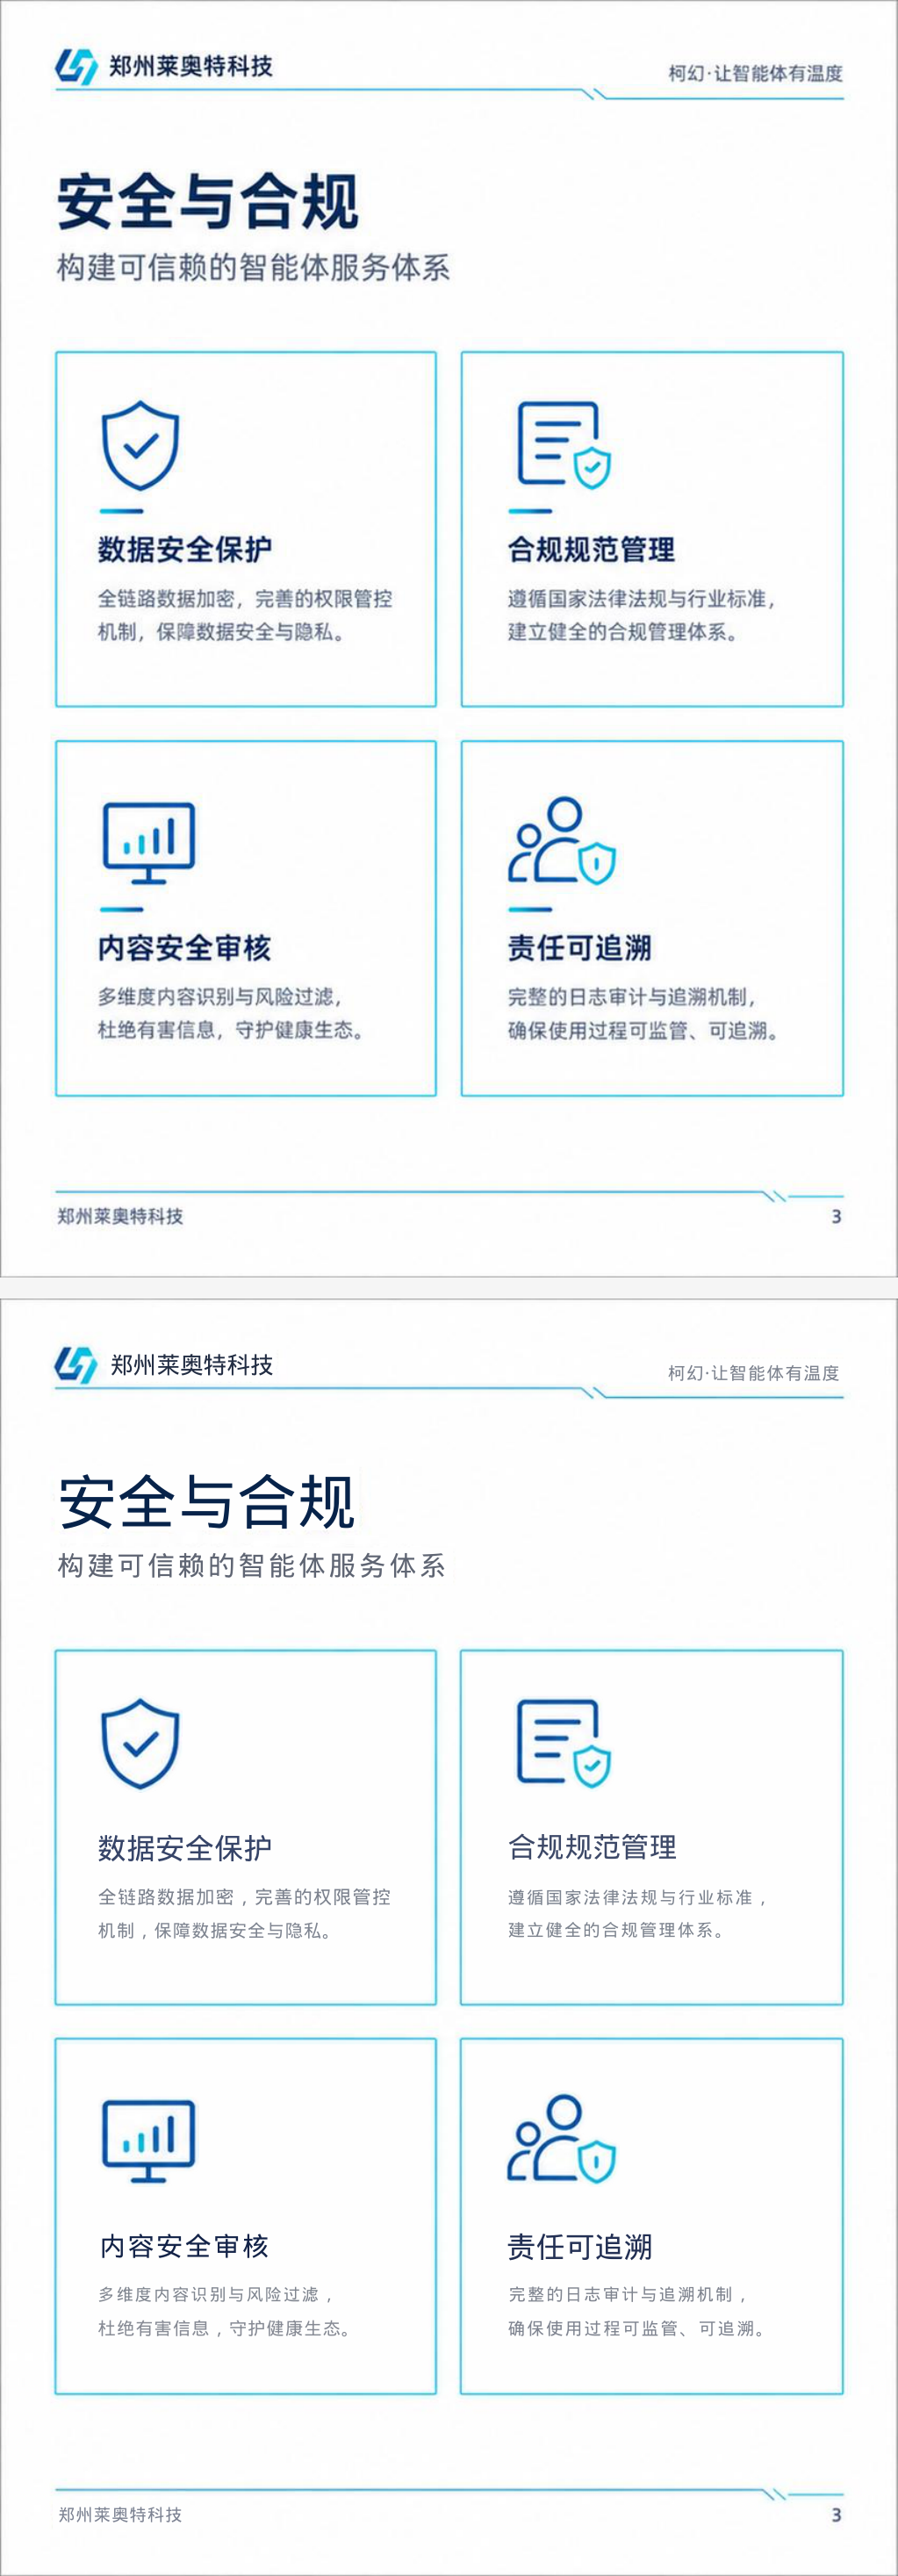 郑州莱奥特科技
柯幻·让智能体有温度
安全与合规
构建可信赖的智能体服务体系
数据安全保护
全链路数据加密，完善的权限管控
机制，保障数据安全与隐私。
合规规范管理
遵循国家法律法规与行业标准，
建立健全的合规管理体系。
内容安全审核
多维度内容识别与风险过滤，
杜绝有害信息，守护健康生态。
责任可追溯
完整的日志审计与追溯机制，
确保使用过程可监管、可追溯。
郑州莱奥特科技
3
郑州莱奥特科技
柯幻·让智能体有温度
安全与合规
构建可信赖的智能体服务体系
数据安全保护
全链路数据加密，完善的权限管控
机制，保障数据安全与隐私。
合规规范管理
遵循国家法律法规与行业标准，
建立健全的合规管理体系。
内容安全审核
多维度内容识别与风险过滤，
杜绝有害信息，守护健康生态。
责任可追溯
完整的日志审计与追溯机制，
确保使用过程可监管、可追溯。
郑州莱奥特科技
3